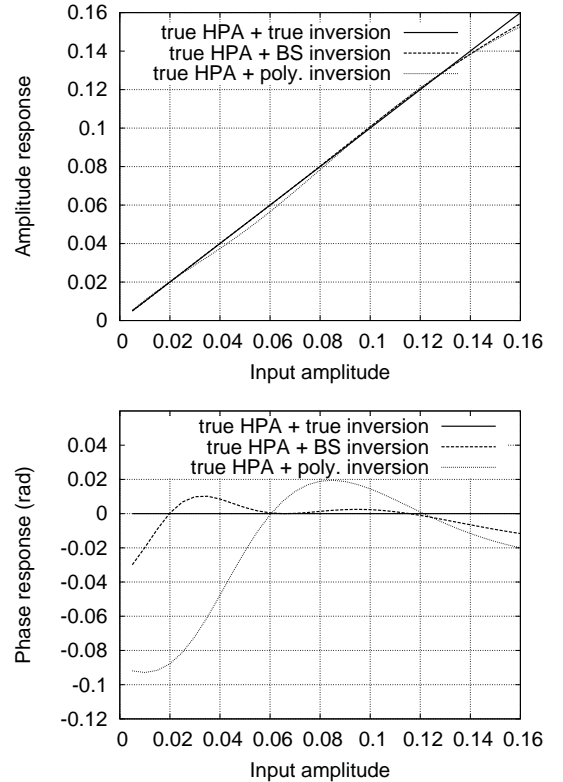 0.16
0.14
0.12
0.1
0.08
0.06
0.04
0.02
0
Amplitude response
true HPA + true inversion
true HPA + BS inversion
true HPA + poly. inversion
0 0.02 0.04 0.06 0.08 0.1 0.12 0.14 0.16
Input amplitude
0.04
0.02
0
-0.02
-0.04
-0.06
-0.08
-0.1
-0.12
Phase response (rad)
true HPA + true inversion
true HPA + BS inversion
true HPA + poly. inversion
0 0.02 0.04 0.06 0.08 0.1 0.12 0.14 0.16
Input amplitude